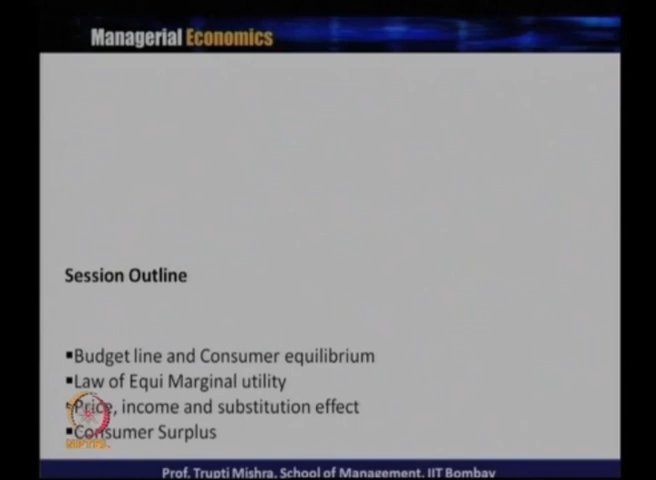 Managerial Economics
Session Outline
▪Budget line and Consumer equilibrium
▪Law of Equi Marginal utility
▪Price, income and substitution effect
▪Consumer Surplus
NPTEL
Prof. Trupti Mishra, School of Management, IIT Bombay